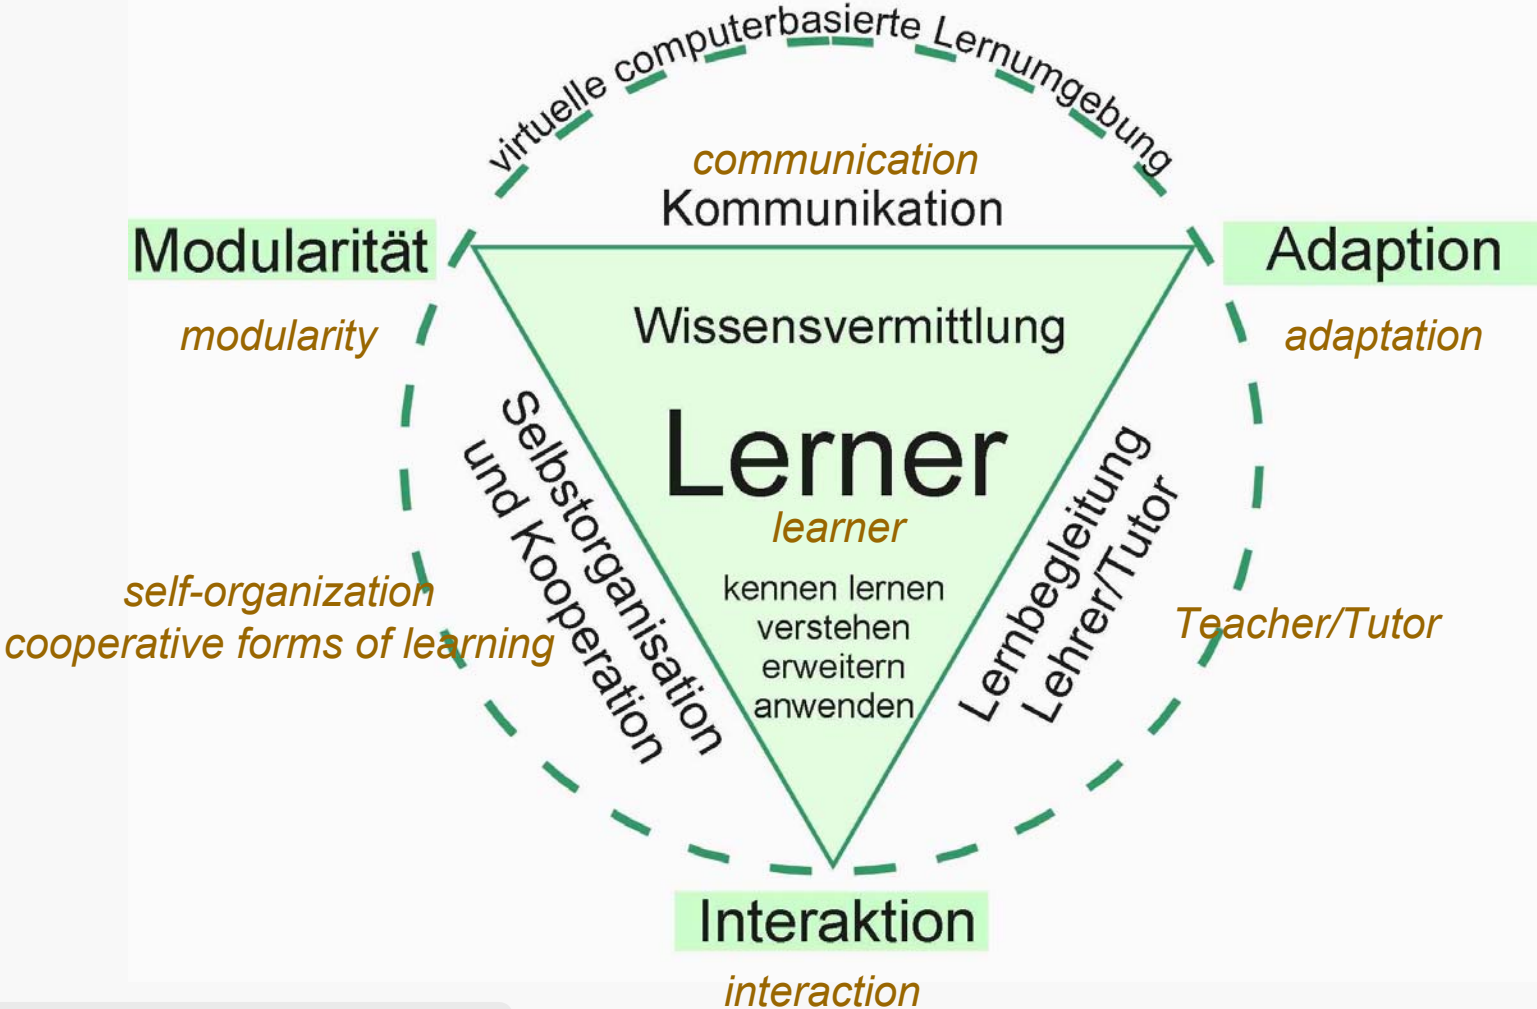 virtuelle computerbasierte Lernumgebung
communication
Kommunikation
Modularität
Adaption
modularity
adaptation
Wissensvermittlung
Lerner
learner
kennen lernen
verstehen
erweitern
anwenden
Selbstorganisation
und Kooperation
self-organization
cooperative forms of learning
Lernbegleitung
Lehrer/Tutor
Teacher/Tutor
Interaktion
interaction